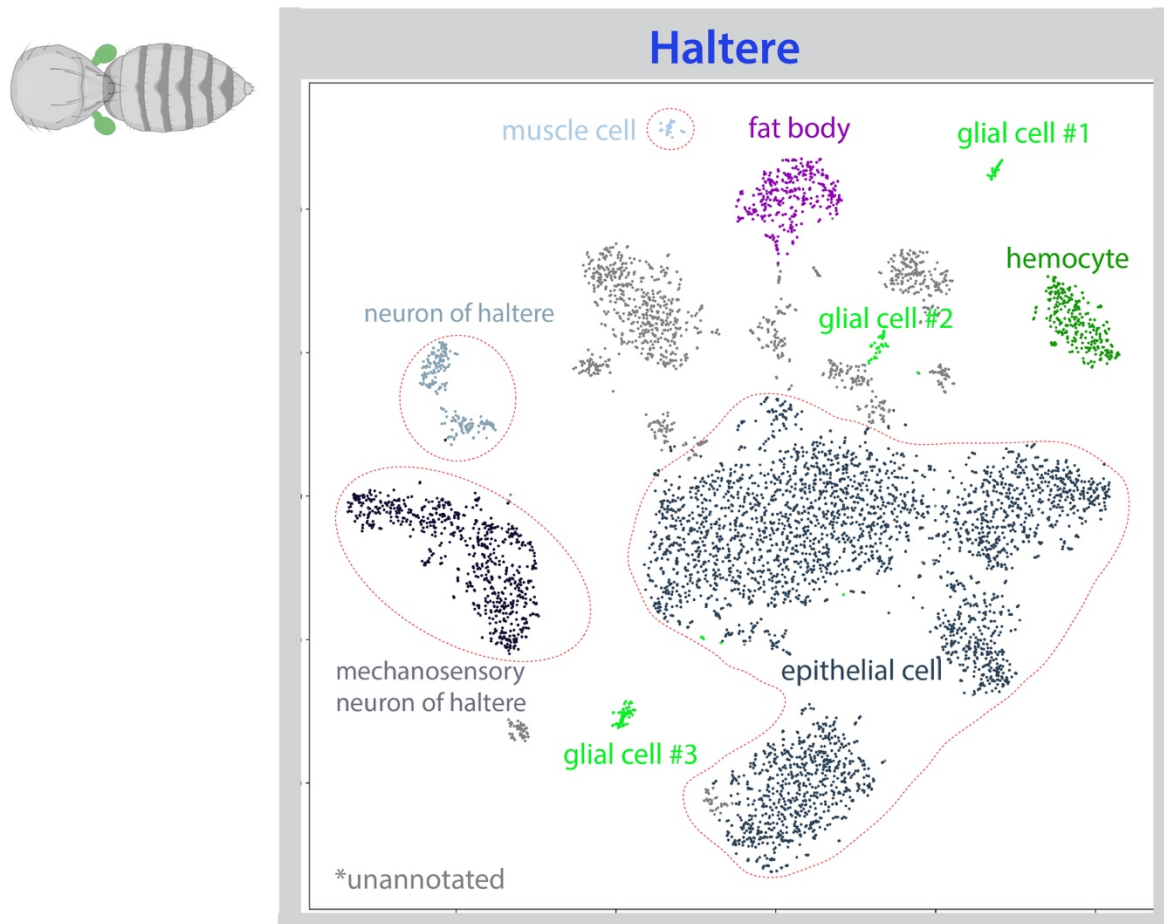 Haltere
muscle cell
fat body
glial cell #1
hemocyte
neuron of haltere
glial cell #2
epithelial cell
mechanosensory
neuron of haltere
glial cell #3
*unannotated